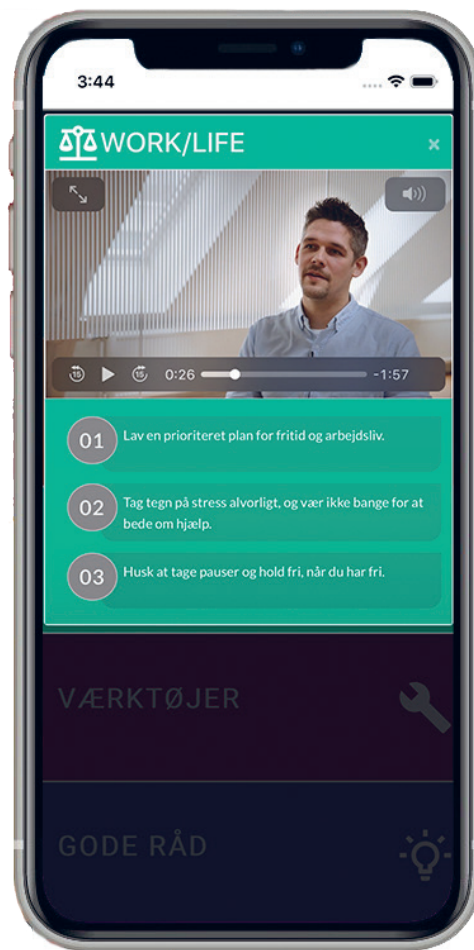 3:44
WORK/LIFE
×
15 15 0:26 -1:57
01 Lav en prioriteret plan for fritid og arbejdsliv.
02 Tag tegn på stress alvorligt, og vær ikke bange for at
bede om hjælp.
03 Husk at tage pauser og hold fri, når du har fri.
VÆRKTØJER
GODE RÅD